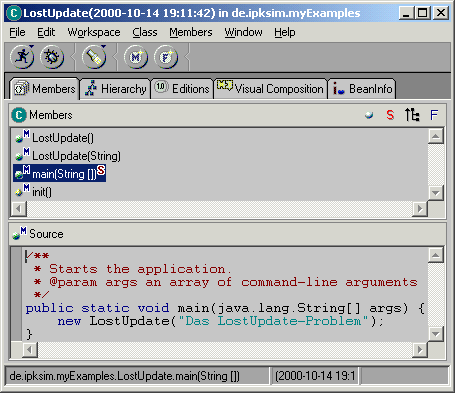 LostUpdate(2000-10-14 19:11:42) in de.ipksim.myExamples
File Edit Workspace Class Members Window Help
M F
Members Hierarchy 1.0 Editions Visual Composition i BeanInfo
C Members S F
M LostUpdate()
M LostUpdate(String)
M main(String []) S
M init()
M Source
/**
* Starts the application.
* @param args an array of command-line arguments
*/
public static void main(java.lang.String[] args) {
new LostUpdate("Das LostUpdate-Problem");
}
de.ipksim.myExamples.LostUpdate.main(String []) (2000-10-14 19:1